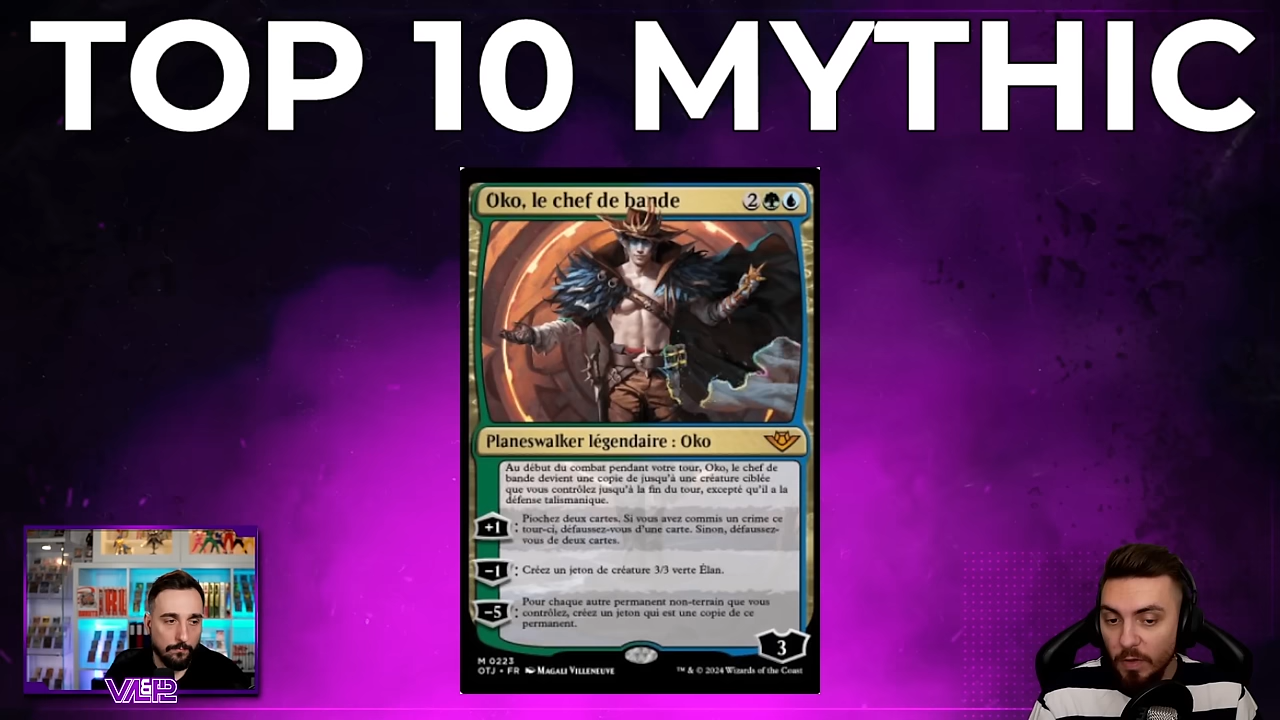 TOP 10 MYTHIC
Oko, le chef de bande 2
Planeswalker légendaire : Oko
Au début du combat pendant votre tour, Oko, le chef de
bande devient une copie de jusqu'à une créature ciblée
que vous contrôlez jusqu'à la fin du tour, excepté qu'il a la
défense talismanique.
+1 : Piochez deux cartes. Si vous avez commis un crime ce
tour-ci, défaussez-vous d'une carte. Sinon, défaussez-
vous de deux cartes.
−1 : Créez un jeton de créature 3/3 verte Élan.
−5 : Pour chaque autre permanent non-terrain que vous
contrôlez, créez un jeton qui est une copie de ce
permanent.
3
M 0223
OTJ • FR MAGALI VILLENEUVE
™ & © 2024 Wizards of the Coast